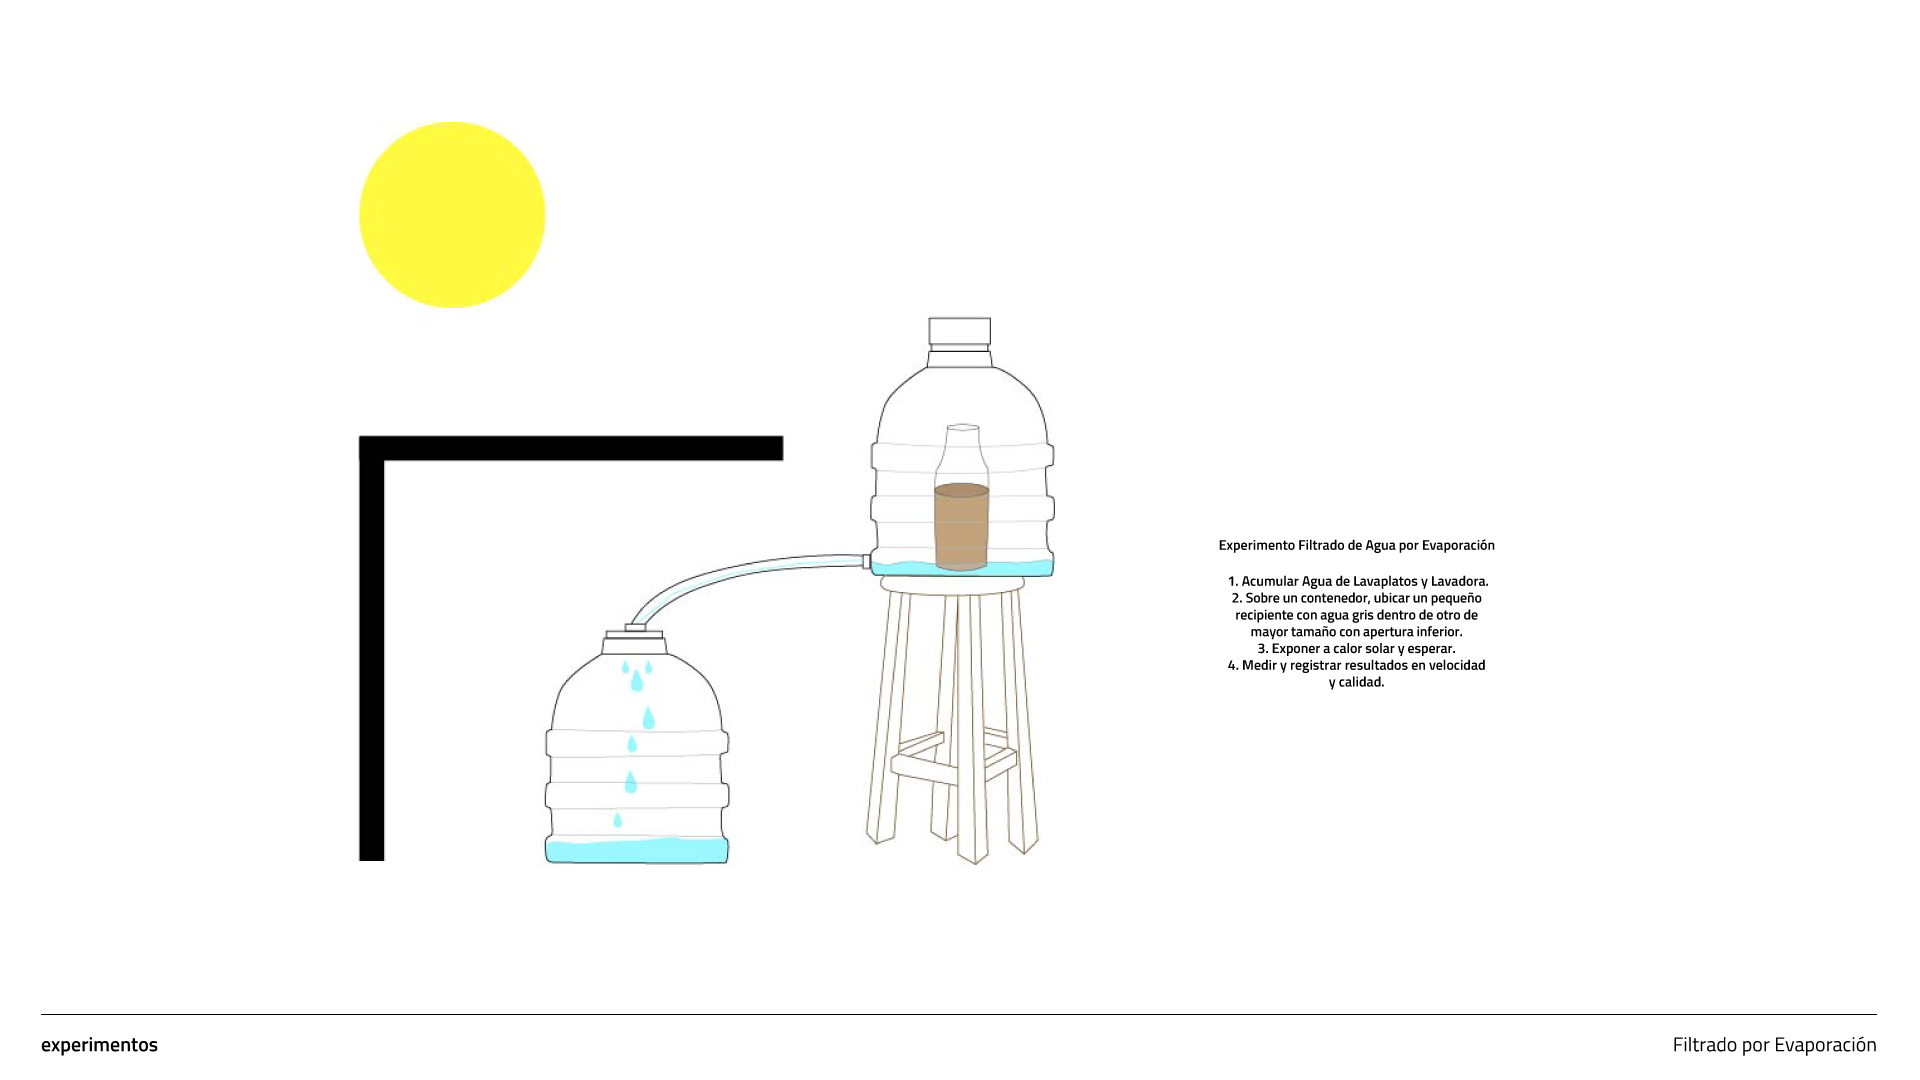 Experimento Filtrado de Agua por Evaporación
1. Acumular Agua de Lavaplatos y Lavadora.
2. Sobre un contenedor, ubicar un pequeño
recipiente con agua gris dentro de otro de
mayor tamaño con apertura inferior.
3. Exponer a calor solar y esperar.
4. Medir y registrar resultados en velocidad
y calidad.
experimentos
Filtrado por Evaporación